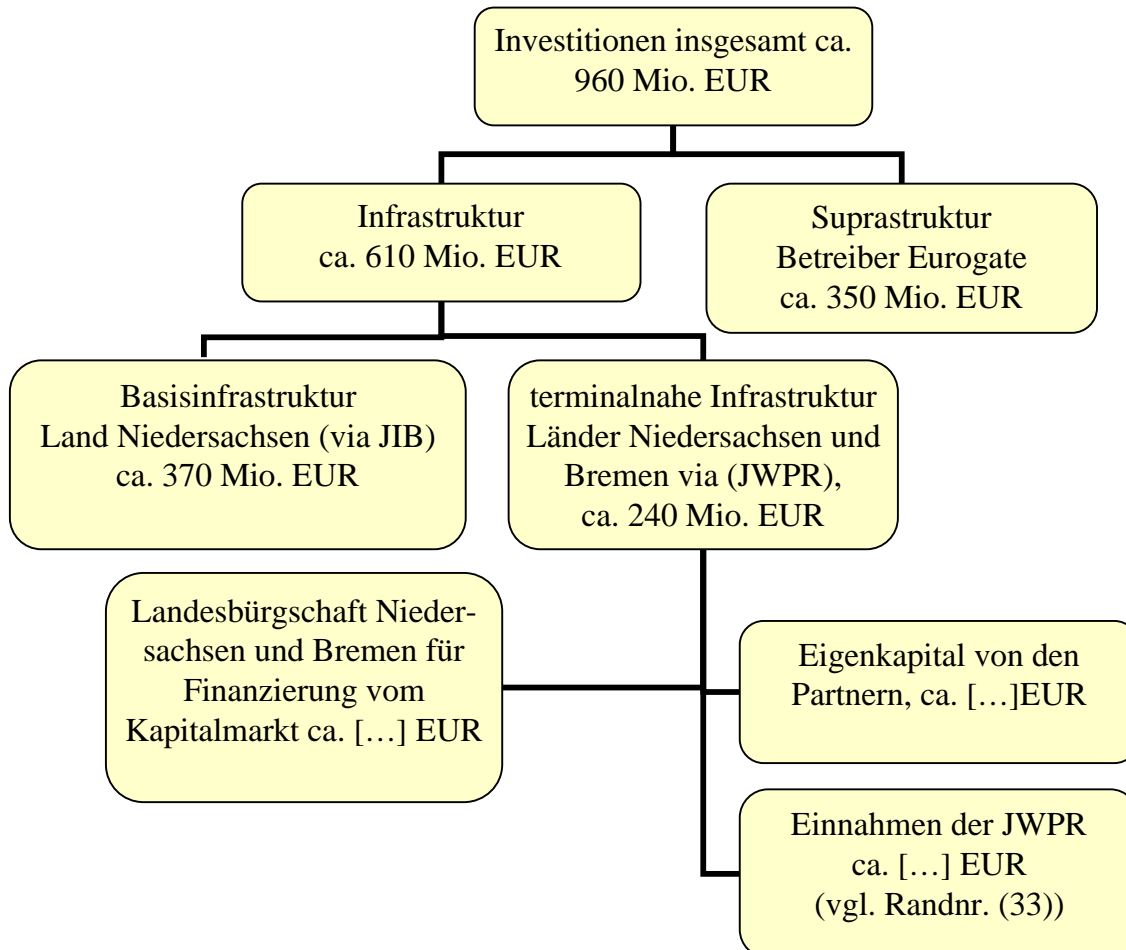 Investitionen insgesamt ca.
960 Mio. EUR
Infrastruktur
ca. 610 Mio. EUR
Suprastruktur
Betreiber Eurogate
ca. 350 Mio. EUR
Basisinfrastruktur
Land Niedersachsen (via JIB)
ca. 370 Mio. EUR
terminalnahe Infrastruktur
Länder Niedersachsen und
Bremen via (JWPR),
ca. 240 Mio. EUR
Landesbürgschaft Nieder-
sachsen und Bremen für
Finanzierung vom
Kapitalmarkt ca. […] EUR
Eigenkapital von den
Partnern, ca. […]EUR
Einnahmen der JWPR
ca. […] EUR
(vgl. Randnr. (33))